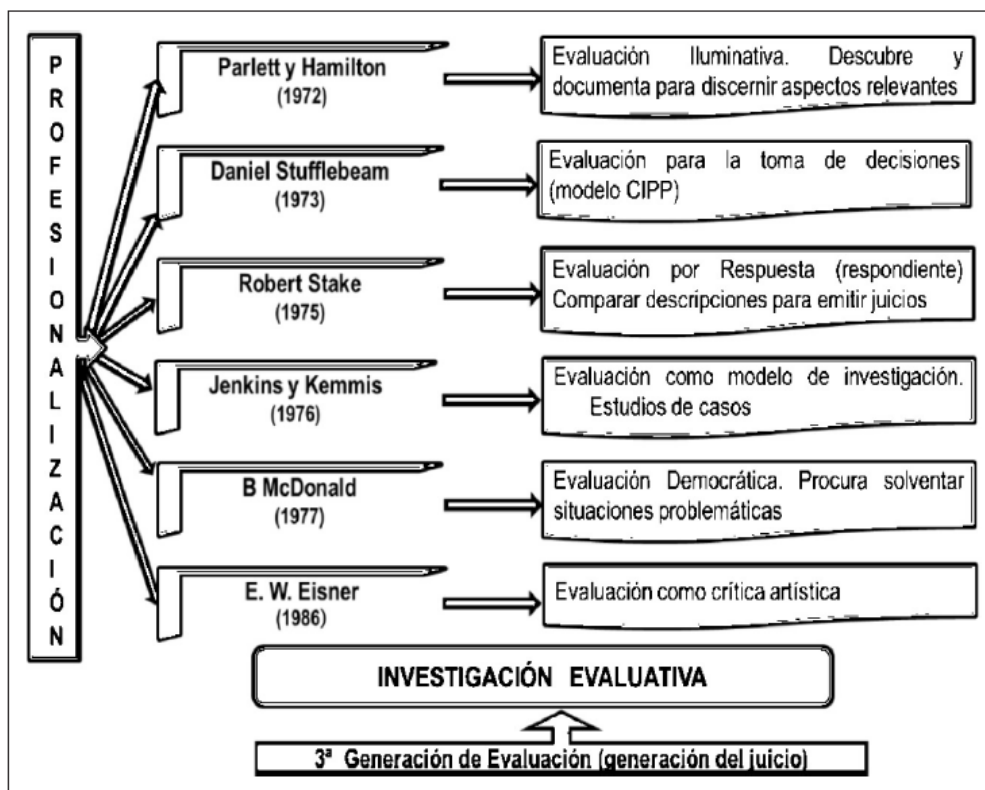 PROFESIONALIZACIÓN
Parlett y Hamilton
(1972)
Evaluación Iluminativa. Descubre y
documenta para discernir aspectos relevantes
Daniel Stufflebeam
(1973)
Evaluación para la toma de decisiones
(modelo CIPP)
Robert Stake
(1975)
Evaluación por Respuesta (respondiente)
Comparar descripciones para emitir juicios
Jenkins y Kemmis
(1976)
Evaluación como modelo de investigación.
Estudios de casos
B McDonald
(1977)
Evaluación Democrática. Procura solventar
situaciones problemáticas
E. W. Eisner
(1986)
Evaluación como crítica artística
INVESTIGACIÓN EVALUATIVA
3ª Generación de Evaluación (generación del juicio)